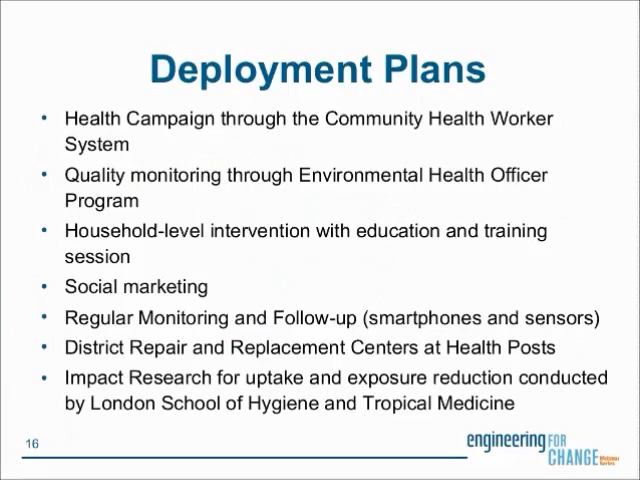 Deployment Plans
• Health Campaign through the Community Health Worker
System
• Quality monitoring through Environmental Health Officer
Program
• Household-level intervention with education and training
session
• Social marketing
• Regular Monitoring and Follow-up (smartphones and sensors)
• District Repair and Replacement Centers at Health Posts
• Impact Research for uptake and exposure reduction conducted
by London School of Hygiene and Tropical Medicine
16
engineering FOR
CHANGE Webinar
Series